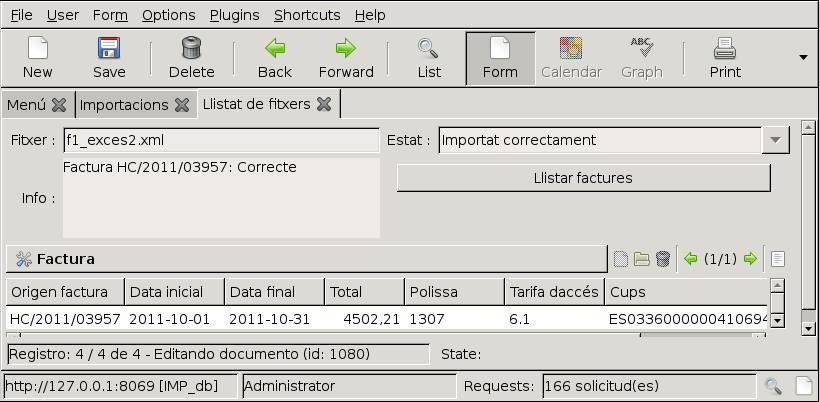 File User Form Options Plugins Shortcuts Help
New Save Delete Back Forward List Form Calendar ABC Graph Print
Menú Importacions Llistat de fitxers
Fitxer : f1_exces2.xml Estat : Importat correctament
Info : Factura HC/2011/03957: Correcte
Llistar factures
Factura (1/1)
Origen factura Data inicial Data final Total Polissa Tarifa daccés Cups
HC/2011/03957 2011-10-01 2011-10-31 4502,21 1307 6.1 ES0336000000410694
Registro: 4 / 4 de 4 - Editando documento (id: 1080) State:
http://127.0.0.1:8069 [IMP_db] Administrator Requests: 166 solicitud(es)